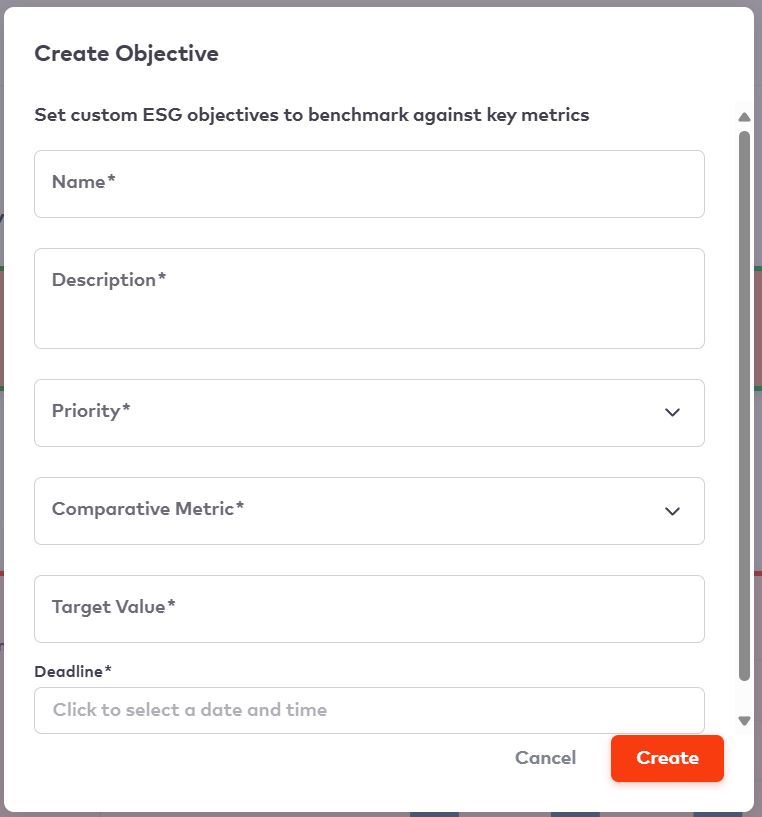 Create Objective
Set custom ESG objectives to benchmark against key metrics
Name*
Description*
Priority*
Comparative Metric*
Target Value*
Deadline*
Click to select a date and time
Cancel
Create